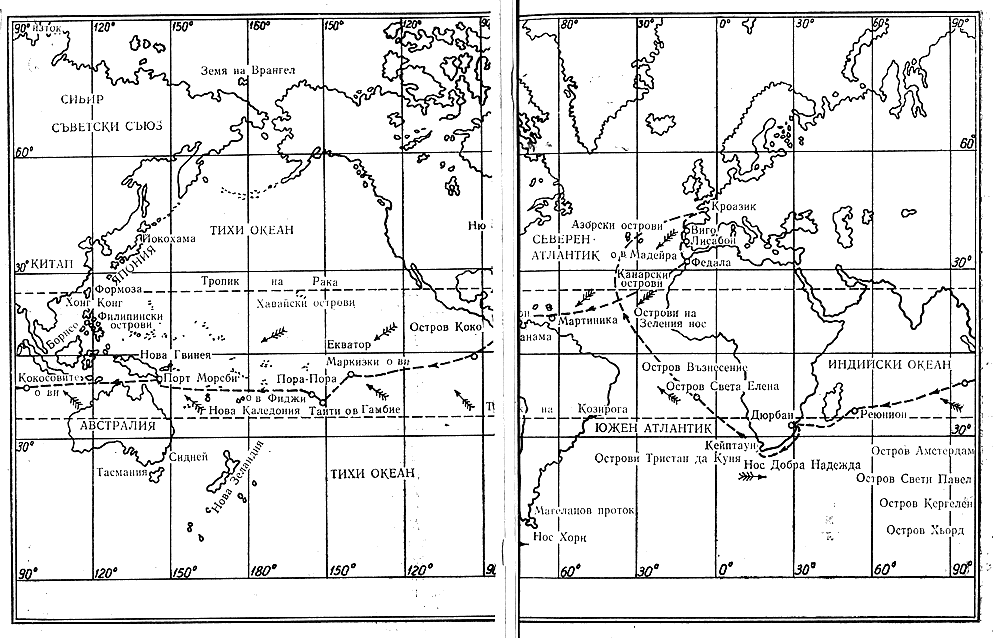 90° ИЗТОК 120° 150° 180° 150° 120°
Земя на Врангел
СИБИР
СЪВЕТСКИ СЪЮЗ
60°
ТИХИ ОКЕАН
Ню
Йокохама
ЯПОНИЯ
КИТАП
30°
Формоза
Тропик на Рака
Хонг Конг
Хавайски острови
Филипински
острови
Борнео
Остров Коко
Екватор
0°
Нова Гвинея
Маркизки о ви
Кокосовите
о ви
Порт Морсби
Пора-Пора
о в Фиджи
Нова Каледония
Таити ов Гамбие
АВСТРАЛИЯ
30°
Сидней
Тасмания
Нова Зеландия
ТИХИ ОКЕАН
90° 120° 150° 180° 150° 120° 90
80° 30° 0° 30° 60° 90°
60°
Кроазик
Азорски острови
Виго
Лисабон
СЕВЕРЕН-
АТЛАНТИК
о в Мадейра
Федала
30°
Канарски
острови
Мартиника
Острови на
Зеления нос
анама
ИНДИЙСКИ ОКЕАН
Остров Възнесение
Остров Света Елена
на Козирога
Дюрбан
Реюнион
ЮЖЕН АТЛАНТИК
30°
Кейптаун
Остров Амстердам
Острови Тристан да Куня
Нос Добра Надежда
Остров Свети Павел
Остров Кергелен
Магеланов проток
Остров Хьорд
Нос Хорн
60° 30° 0° 30° 60° 90°